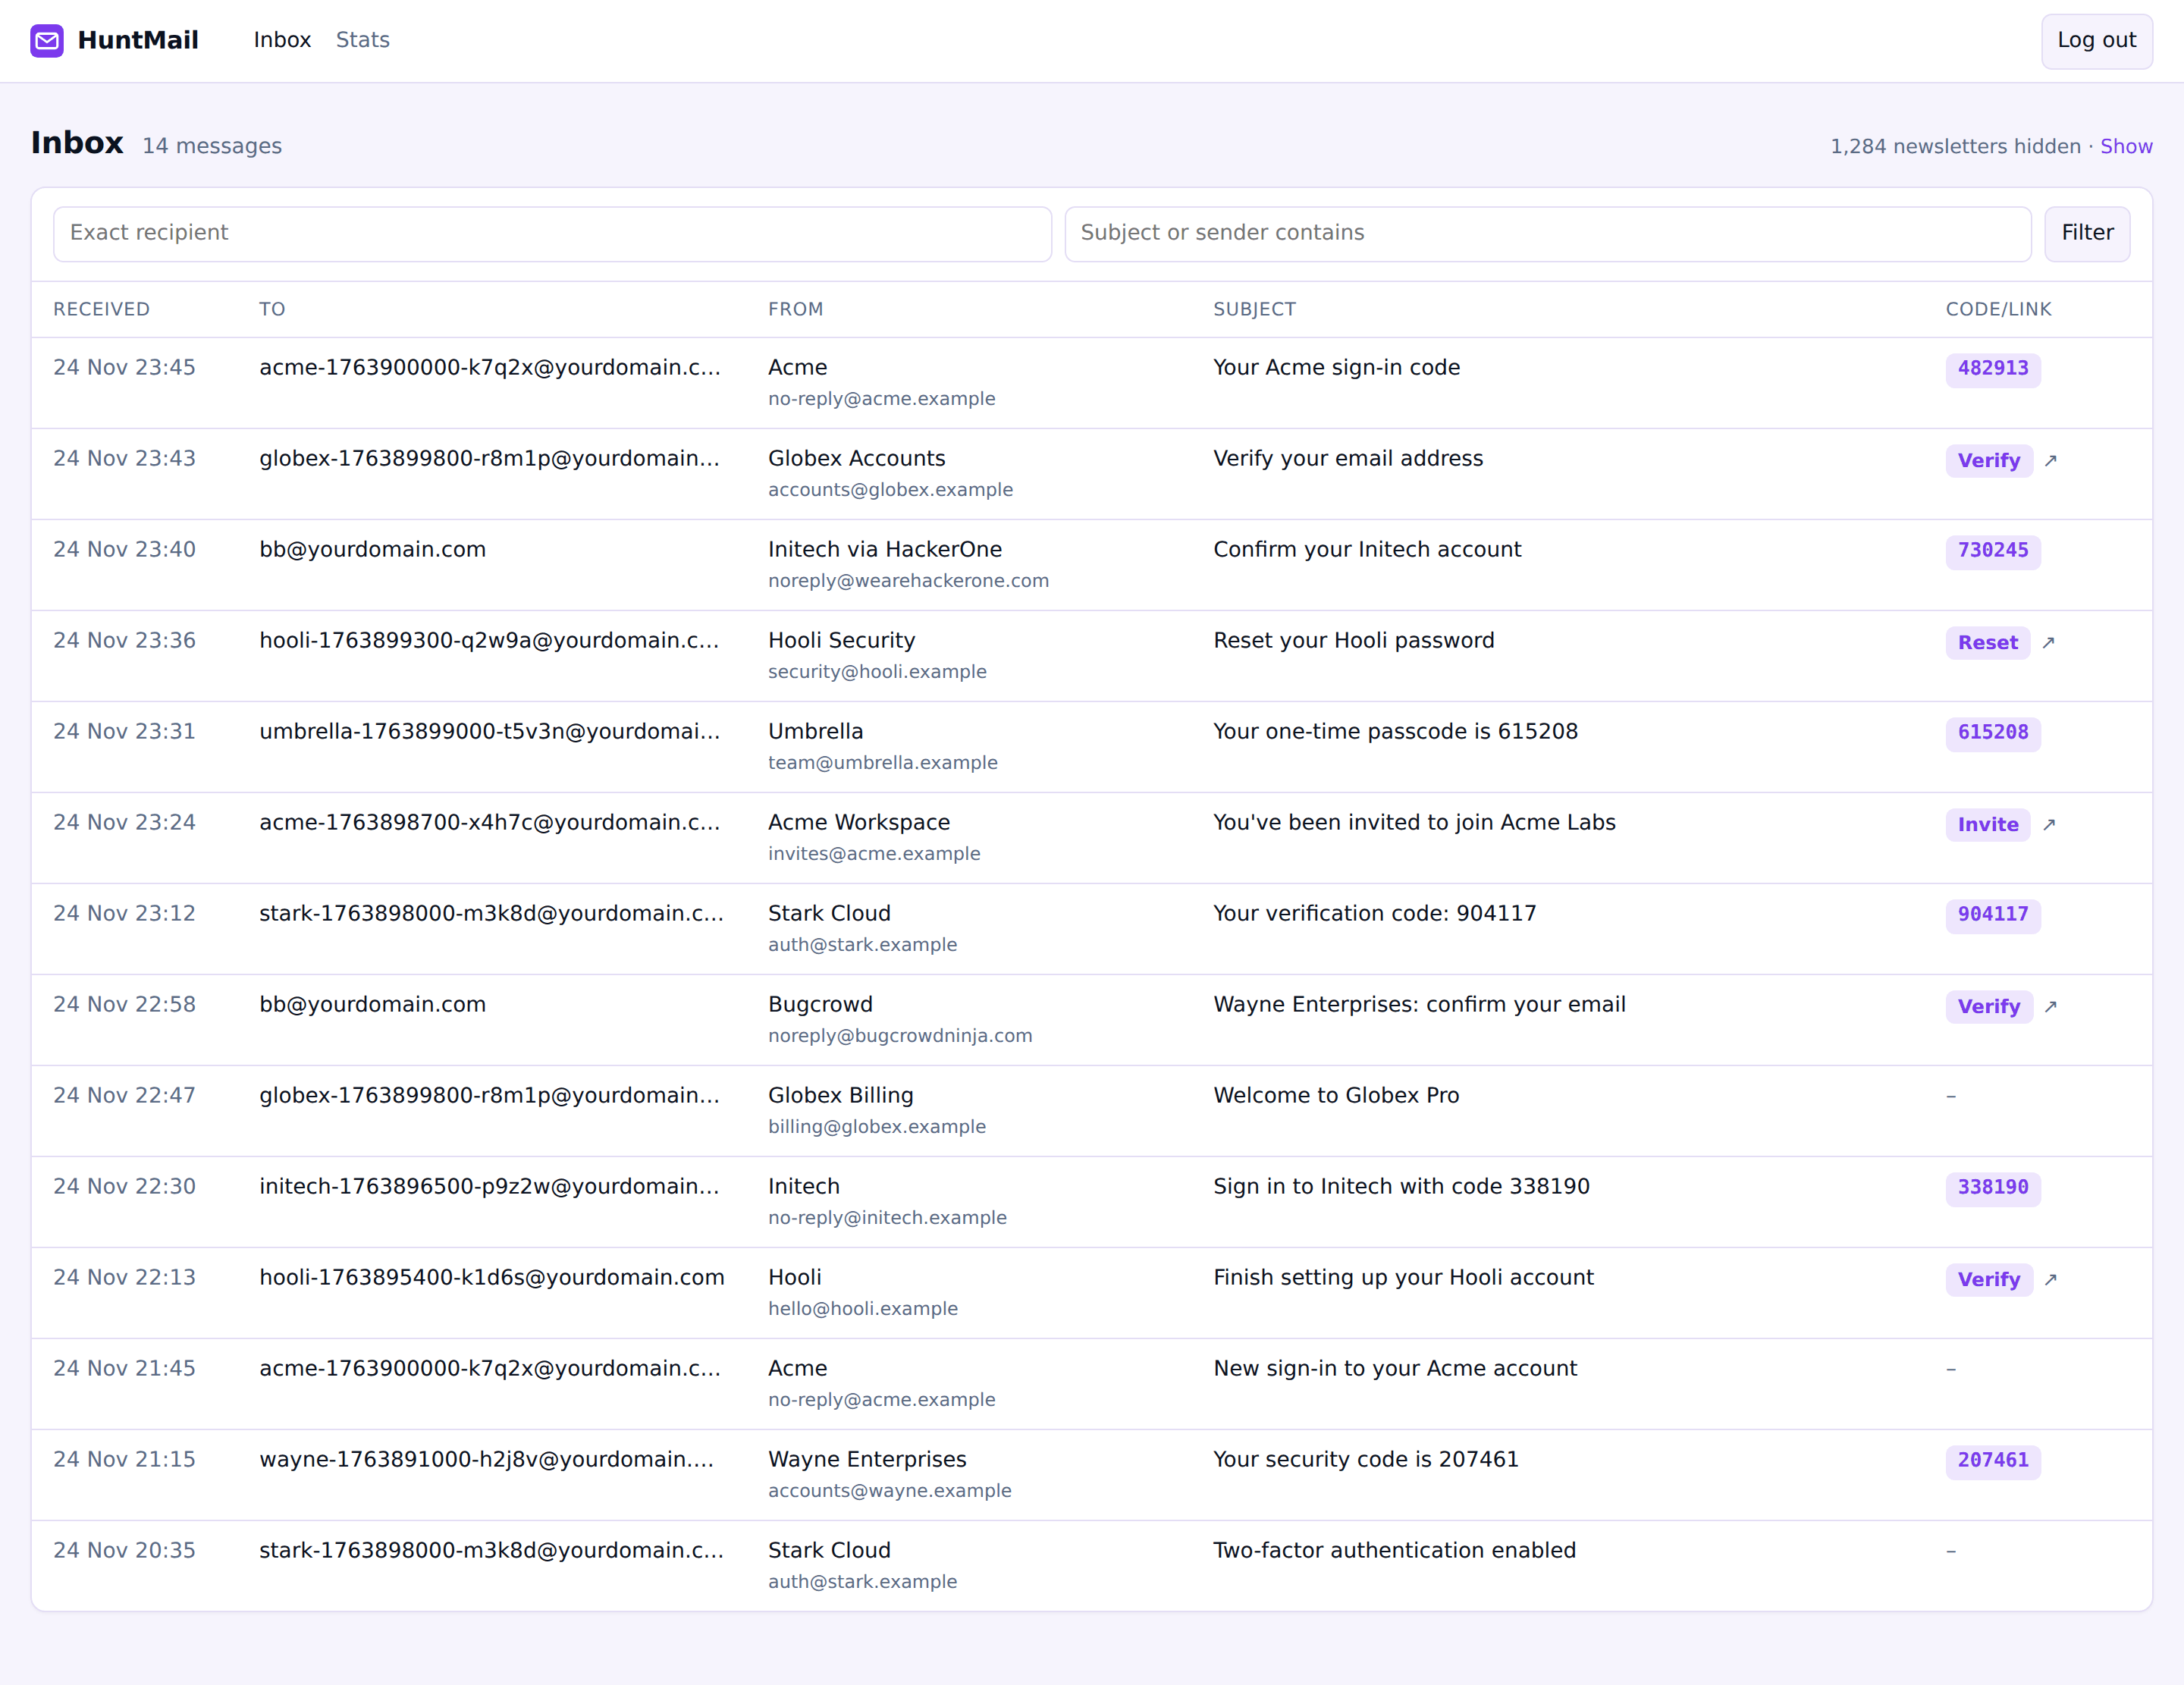 HuntMail Inbox Stats Log out
Inbox 14 messages 1,284 newsletters hidden · Show
Exact recipient Subject or sender contains Filter
RECEIVED TO FROM SUBJECT CODE/LINK
24 Nov 23:45 acme-1763900000-k7q2x@yourdomain.c... Acme Your Acme sign-in code 482913
no-reply@acme.example
24 Nov 23:43 globex-1763899800-r8m1p@yourdomain... Globex Accounts Verify your email address Verify ↗
accounts@globex.example
24 Nov 23:40 bb@yourdomain.com Initech via HackerOne Confirm your Initech account 730245
noreply@wearehackerone.com
24 Nov 23:36 hooli-1763899300-q2w9a@yourdomain.c... Hooli Security Reset your Hooli password Reset ↗
security@hooli.example
24 Nov 23:31 umbrella-1763899000-t5v3n@yourdomai... Umbrella Your one-time passcode is 615208 615208
team@umbrella.example
24 Nov 23:24 acme-1763898700-x4h7c@yourdomain.c... Acme Workspace You've been invited to join Acme Labs Invite ↗
invites@acme.example
24 Nov 23:12 stark-1763898000-m3k8d@yourdomain.c... Stark Cloud Your verification code: 904117 904117
auth@stark.example
24 Nov 22:58 bb@yourdomain.com Bugcrowd Wayne Enterprises: confirm your email Verify ↗
noreply@bugcrowdninja.com
24 Nov 22:47 globex-1763899800-r8m1p@yourdomain... Globex Billing Welcome to Globex Pro –
billing@globex.example
24 Nov 22:30 initech-1763896500-p9z2w@yourdomain... Initech Sign in to Initech with code 338190 338190
no-reply@initech.example
24 Nov 22:13 hooli-1763895400-k1d6s@yourdomain.com Hooli Finish setting up your Hooli account Verify ↗
hello@hooli.example
24 Nov 21:45 acme-1763900000-k7q2x@yourdomain.c... Acme New sign-in to your Acme account –
no-reply@acme.example
24 Nov 21:15 wayne-1763891000-h2j8v@yourdomain.... Wayne Enterprises Your security code is 207461 207461
accounts@wayne.example
24 Nov 20:35 stark-1763898000-m3k8d@yourdomain.c... Stark Cloud Two-factor authentication enabled –
auth@stark.example